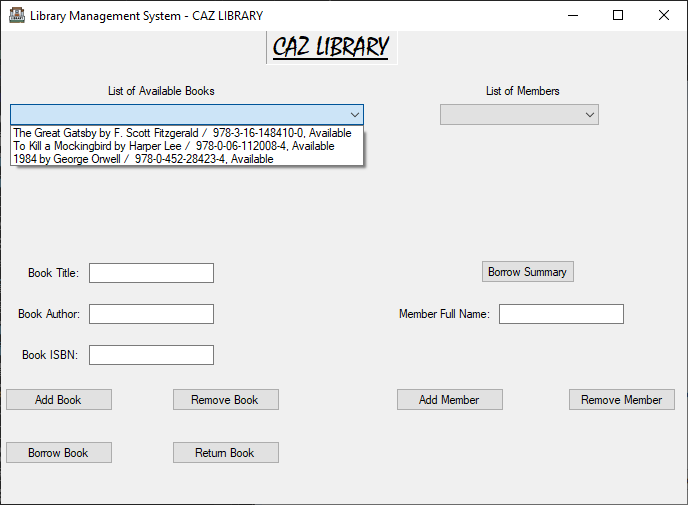 Library Management System - CAZ LIBRARY
CAZ LIBRARY
List of Available Books
List of Members
The Great Gatsby by F. Scott Fitzgerald / 978-3-16-148410-0, Available
To Kill a Mockingbird by Harper Lee / 978-0-06-112008-4, Available
1984 by George Orwell / 978-0-452-28423-4, Available
Book Title:
Borrow Summary
Book Author:
Member Full Name:
Book ISBN:
Add Book
Remove Book
Add Member
Remove Member
Borrow Book
Return Book